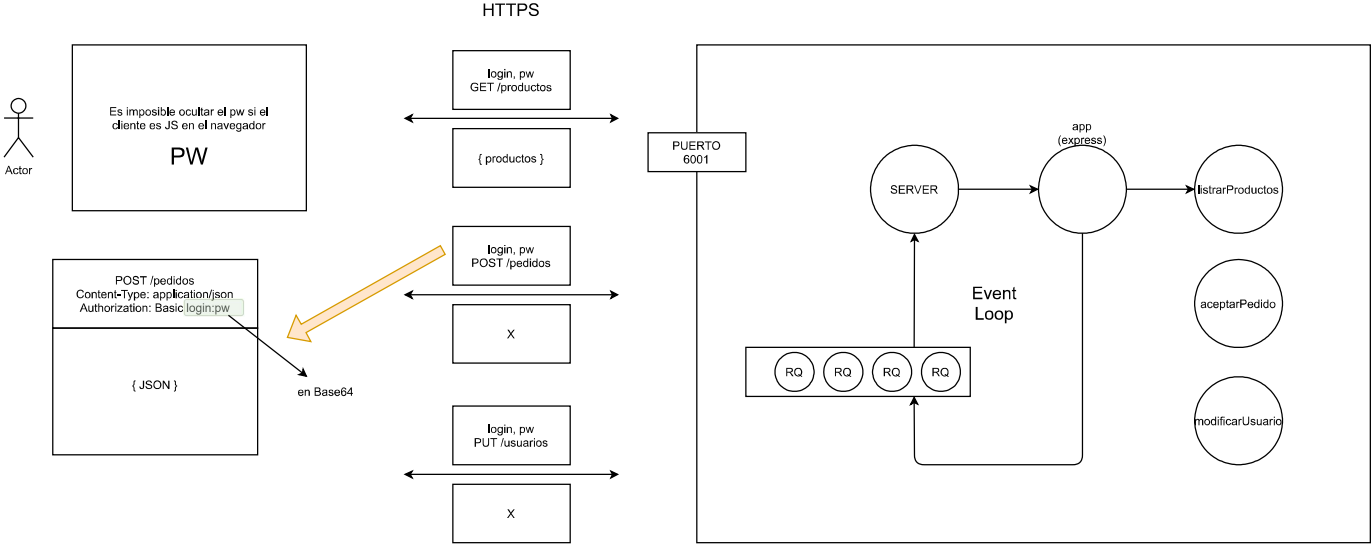 HTTPS
Actor
Es imposible ocultar el pw si el
cliente es JS en el navegador
PW
POST /pedidos
Content-Type: application/json
Authorization: Basic login:pw
{ JSON }
en Base64
login, pw
GET /productos
{ productos }
login, pw
POST /pedidos
X
login, pw
PUT /usuarios
X
PUERTO
6001
SERVER
app
(express)
listrarProductos
Event
Loop
aceptarPedido
RQ
RQ
RQ
RQ
modificarUsuario